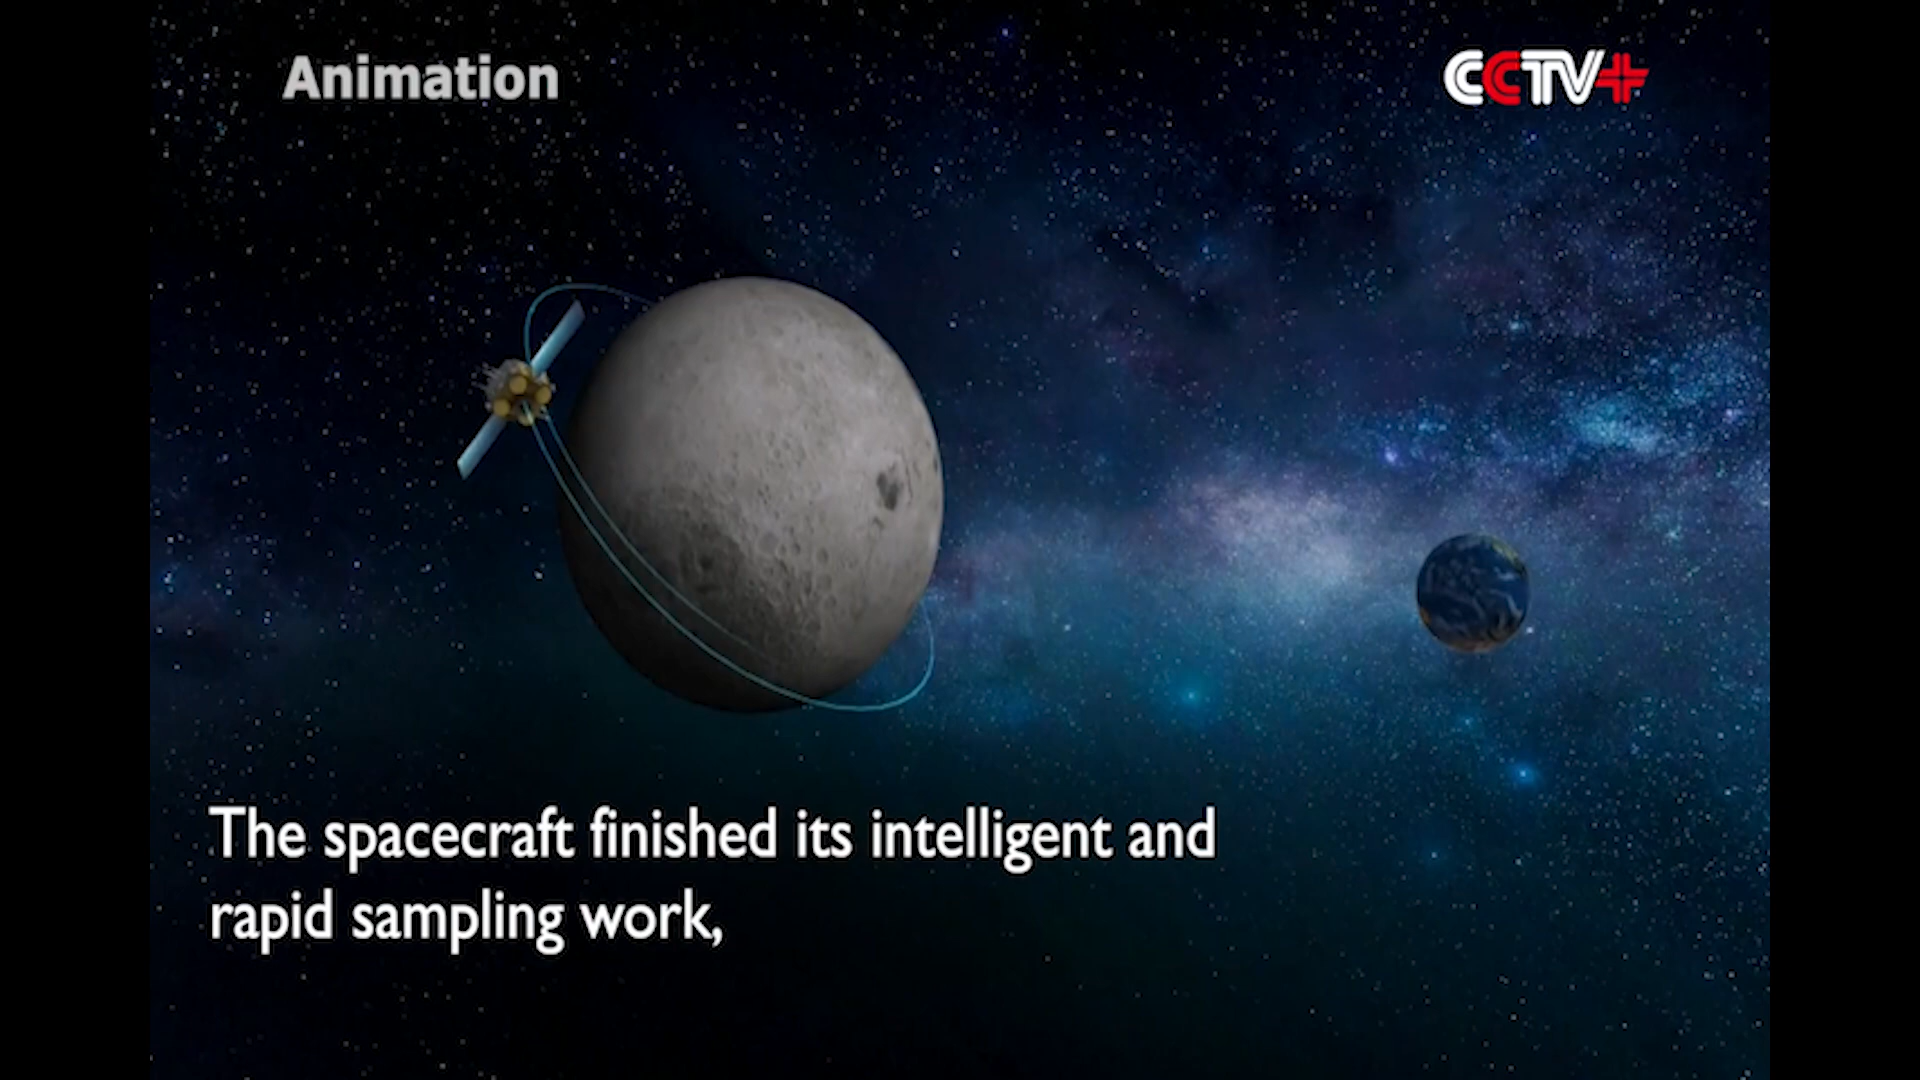 Animation
CCTV+
The spacecraft finished its intelligent and
rapid sampling work,